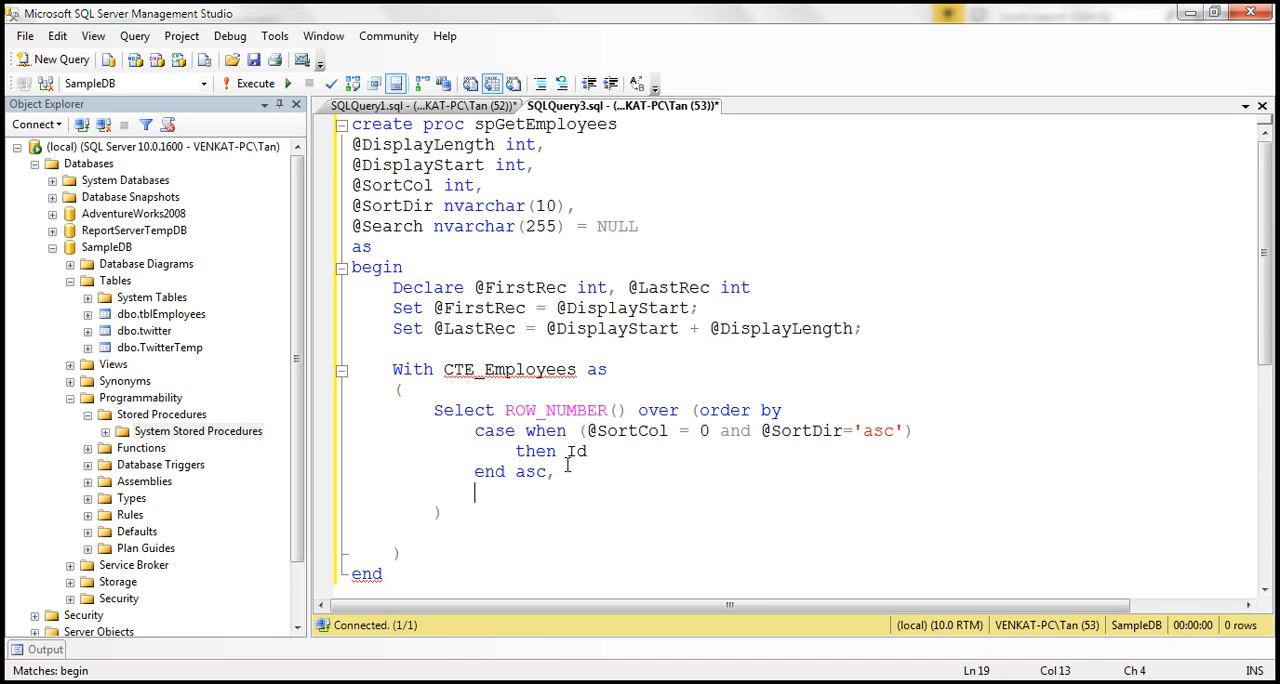 Microsoft SQL Server Management Studio
File Edit View Query Project Debug Tools Window Community Help
New Query
SampleDB Execute
Object Explorer
SQLQuery1.sql - (...KAT-PC\Tan (52))* SQLQuery3.sql - (...KAT-PC\Tan (53))*
Connect
(local) (SQL Server 10.0.1600 - VENKAT-PC\Tan)
Databases
System Databases
Database Snapshots
AdventureWorks2008
ReportServerTempDB
SampleDB
Database Diagrams
Tables
System Tables
dbo.tblEmployees
dbo.twitter
dbo.TwitterTemp
Views
Synonyms
Programmability
Stored Procedures
System Stored Procedures
Functions
Database Triggers
Assemblies
Types
Rules
Defaults
Plan Guides
Service Broker
Storage
Security
Security
Server Objects
create proc spGetEmployees
@DisplayLength int,
@DisplayStart int,
@SortCol int,
@SortDir nvarchar(10),
@Search nvarchar(255) = NULL
as
begin
Declare @FirstRec int, @LastRec int
Set @FirstRec = @DisplayStart;
Set @LastRec = @DisplayStart + @DisplayLength;
With CTE_Employees as
(
Select ROW_NUMBER() over (order by
case when (@SortCol = 0 and @SortDir='asc')
then Id
end asc,
)
)
end
Connected. (1/1) (local) (10.0 RTM) VENKAT-PC\Tan (53) SampleDB 00:00:00 0 rows
Output
Matches: begin Ln 19 Col 13 Ch 4 INS